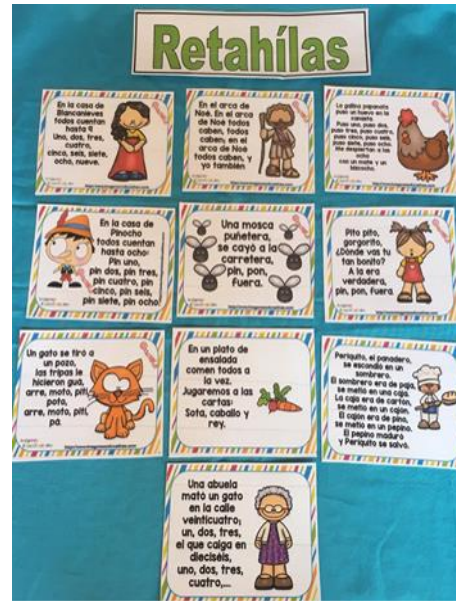 Retahílas
En la casa de
Blancanieves
todos cuentan
hasta 9
Uno, dos, tres,
cuatro,
cinco, seis, siete,
ocho, nueve.
En el arca de
Noé. En el arca
de Noé todos
caben, todos
caben; en el
arca de Noé
todos caben, y
yo también
La gallina papanata
puso un huevo en la
canasta.
Puso uno, puso dos,
puso tres, puso cuatro,
puso cinco, puso seis,
puso siete, puso ocho.
ocho
con un mate y un
bizcocho.
En la casa de
Pinocho
todos cuentan
hasta ocho:
Pin uno,
pin dos, pin tres,
pin cuatro, pin
cinco, pin seis,
pin siete, pin ocho.
Una mosca
puñetera,
se cayó a la
carretera,
pin, pon,
fuera.
Pito pito,
gorgorito,
¿Dónde vas tu
tan bonito?
A la era
verdadera,
pin, pon, fuera.
Un gato se tiró a
un pozo,
las tripas le
hicieron gua,
arre, moto, piti,
poto,
arre, moto, piti,
pá.
En un plato de
ensalada
comen todos a
la vez.
Jugaremos a las
cartas:
Sota, caballo y
rey.
Periquito, el panadero,
se escondió en un
sombrero.
El sombrero era de paja,
se metió en una caja.
La caja era de cartón,
se metió en un cajón.
El cajón era de pino,
se metió en un pepino.
El pepino maduró
y Periquito se salvó.
Una abuela
mató un gato
en la calle
veinticuatro;
un, dos, tres,
el que caiga en
dieciséis,
uno, dos, tres,
cuatro,...